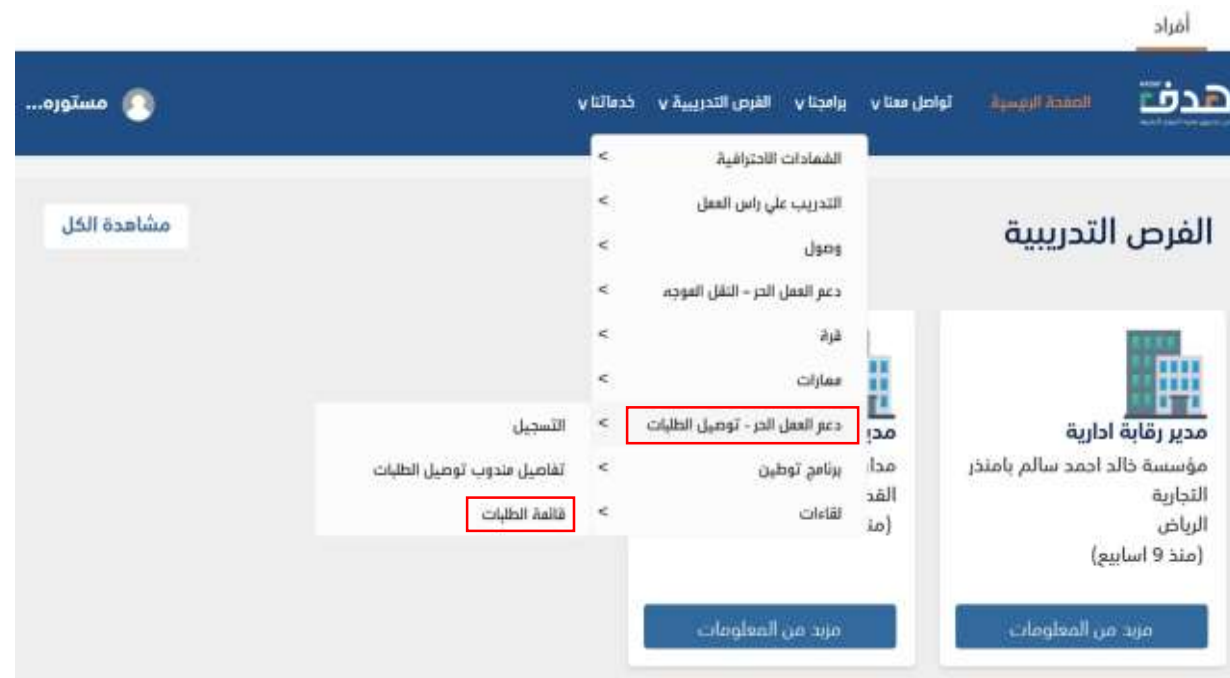 أفراد
هدف
الصفحة الرئيسية
تواصل معنا
برامجنا
الفرص التدريبية
خدماتنا
مستوره...
الشهادات الاحترافية
التدريب علي راس العمل
وصول
دعم العمل الحر - النقل الموجه
قرة
مهارات
دعم العمل الحر - توصيل الطلبات
برنامج توطين
لقاءات
التسجيل
تفاصيل مندوب توصيل الطلبات
قائمة الطلبات
الفرص التدريبية
مشاهدة الكل
مدير رقابة ادارية
مؤسسة خالد احمد سالم بامنذر
التجارية
الرياض
(منذ 9 اسابيع)
مزيد من المعلومات
مزيد من المعلومات